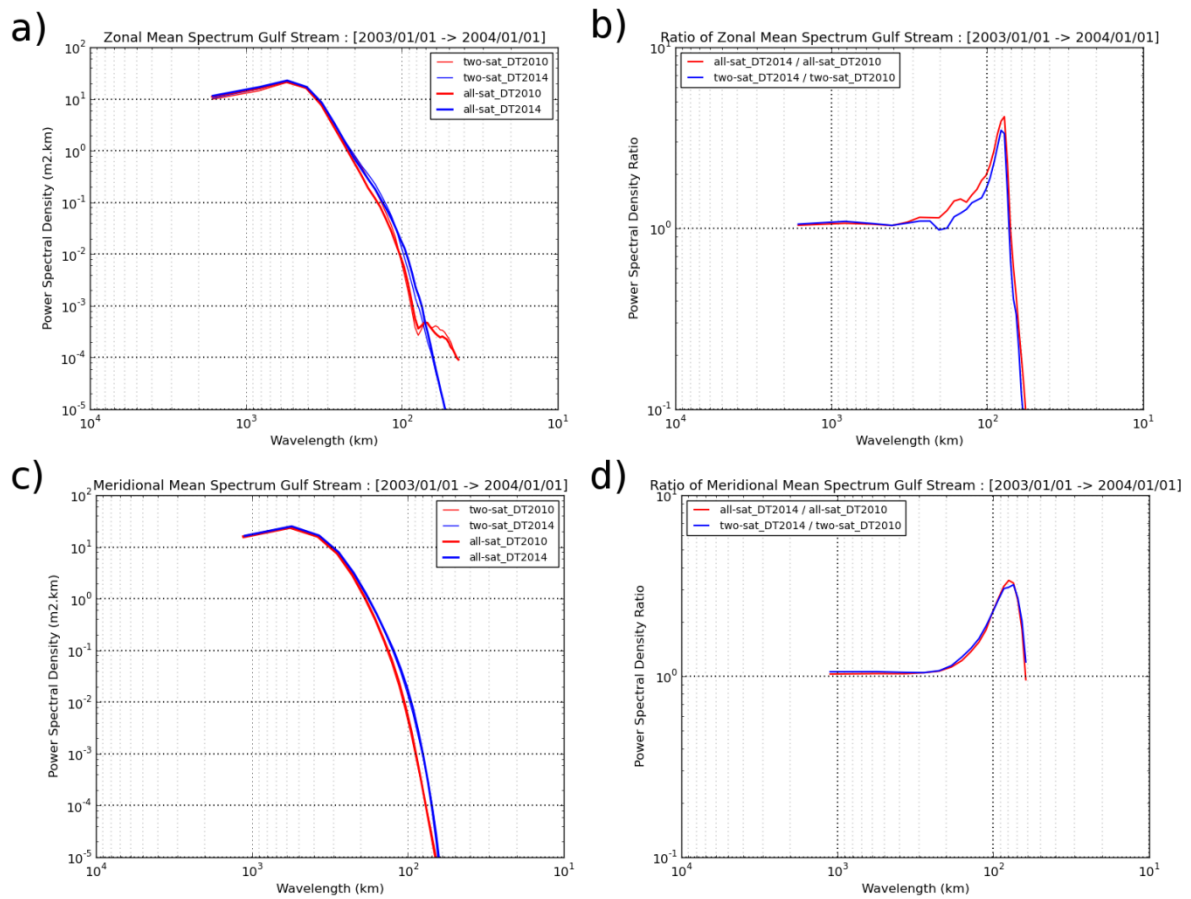 a)
Zonal Mean Spectrum Gulf Stream : [2003/01/01 -> 2004/01/01]
Power Spectral Density (m2.km)
10^2
10^1
10^0
10^-1
10^-2
10^-3
10^-4
10^-5
two-sat_DT2010
two-sat_DT2014
all-sat_DT2010
all-sat_DT2014
10^4
10^3
10^2
10^1
Wavelength (km)
b)
Ratio of Zonal Mean Spectrum Gulf Stream : [2003/01/01 -> 2004/01/01]
Power Spectral Density Ratio
10^1
10^0
10^-1
all-sat_DT2014 / all-sat_DT2010
two-sat_DT2014 / two-sat_DT2010
10^4
10^3
10^2
10^1
Wavelength (km)
c)
Meridional Mean Spectrum Gulf Stream : [2003/01/01 -> 2004/01/01]
Power Spectral Density (m2.km)
10^2
10^1
10^0
10^-1
10^-2
10^-3
10^-4
10^-5
two-sat_DT2010
two-sat_DT2014
all-sat_DT2010
all-sat_DT2014
10^4
10^3
10^2
10^1
Wavelength (km)
d)
Ratio of Meridional Mean Spectrum Gulf Stream : [2003/01/01 -> 2004/01/01]
Power Spectral Density Ratio
10^1
10^0
10^-1
all-sat_DT2014 / all-sat_DT2010
two-sat_DT2014 / two-sat_DT2010
10^4
10^3
10^2
10^1
Wavelength (km)